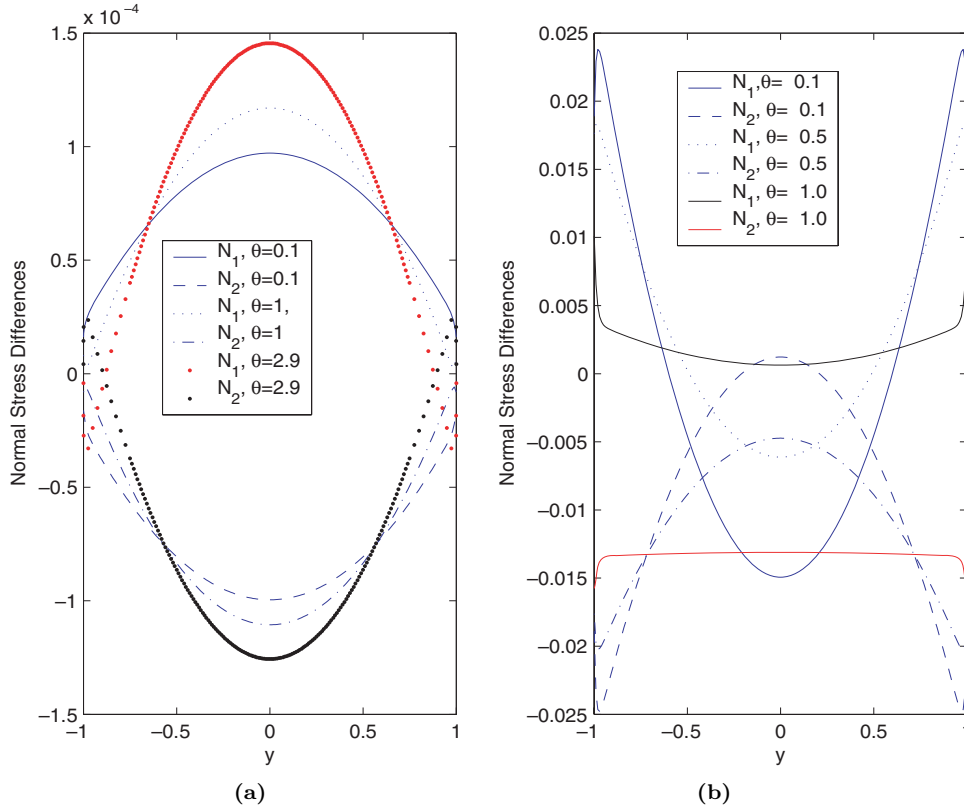 x 10⁻⁴
1.5
1
0.5
0
−0.5
−1
−1.5
Normal Stress Differences
N₁, θ=0.1
N₂, θ=0.1
N₁, θ=1,
N₂, θ=1
N₁, θ=2.9
N₂, θ=2.9
−1 −0.5 0 0.5 1
y
(a)
0.025
0.02
0.015
0.01
0.005
0
−0.005
−0.01
−0.015
−0.02
−0.025
Normal Stress Differences
N₁,θ= 0.1
N₂, θ= 0.1
N₁, θ= 0.5
N₂, θ= 0.5
N₁, θ= 1.0
N₂, θ= 1.0
−1 −0.5 0 0.5 1
y
(b)